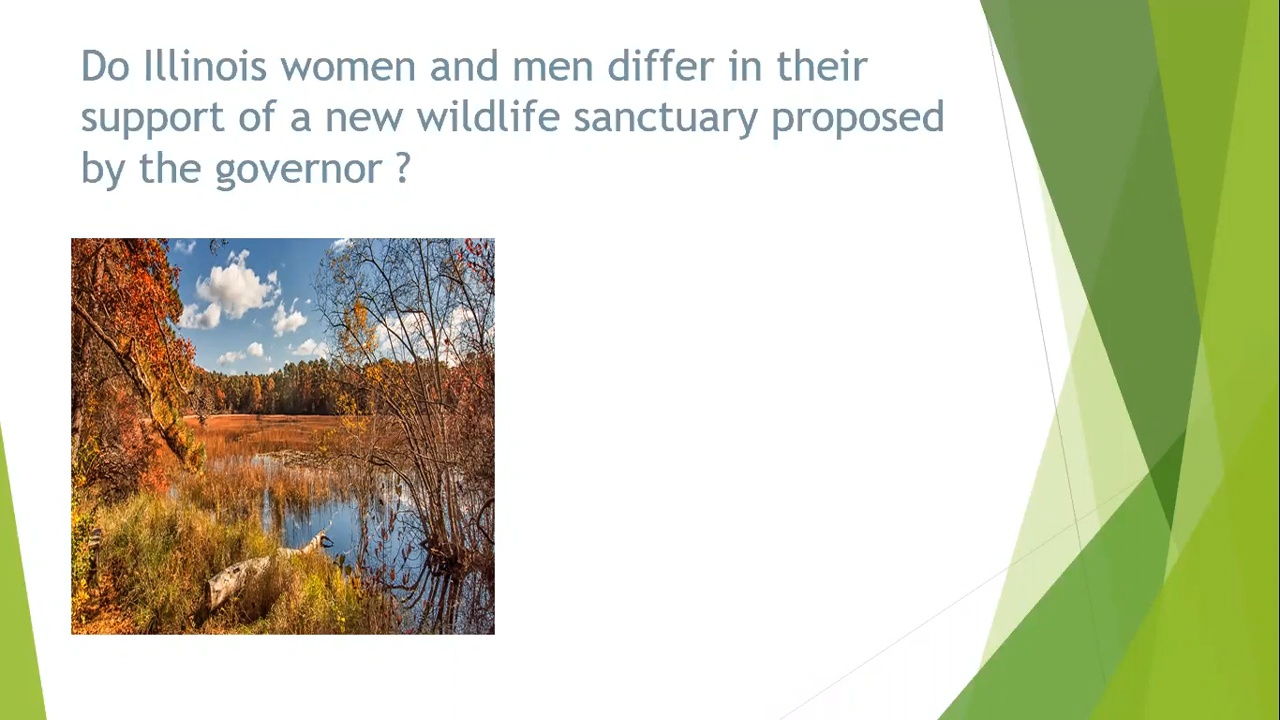 Do Illinois women and men differ in their
support of a new wildlife sanctuary proposed
by the governor ?